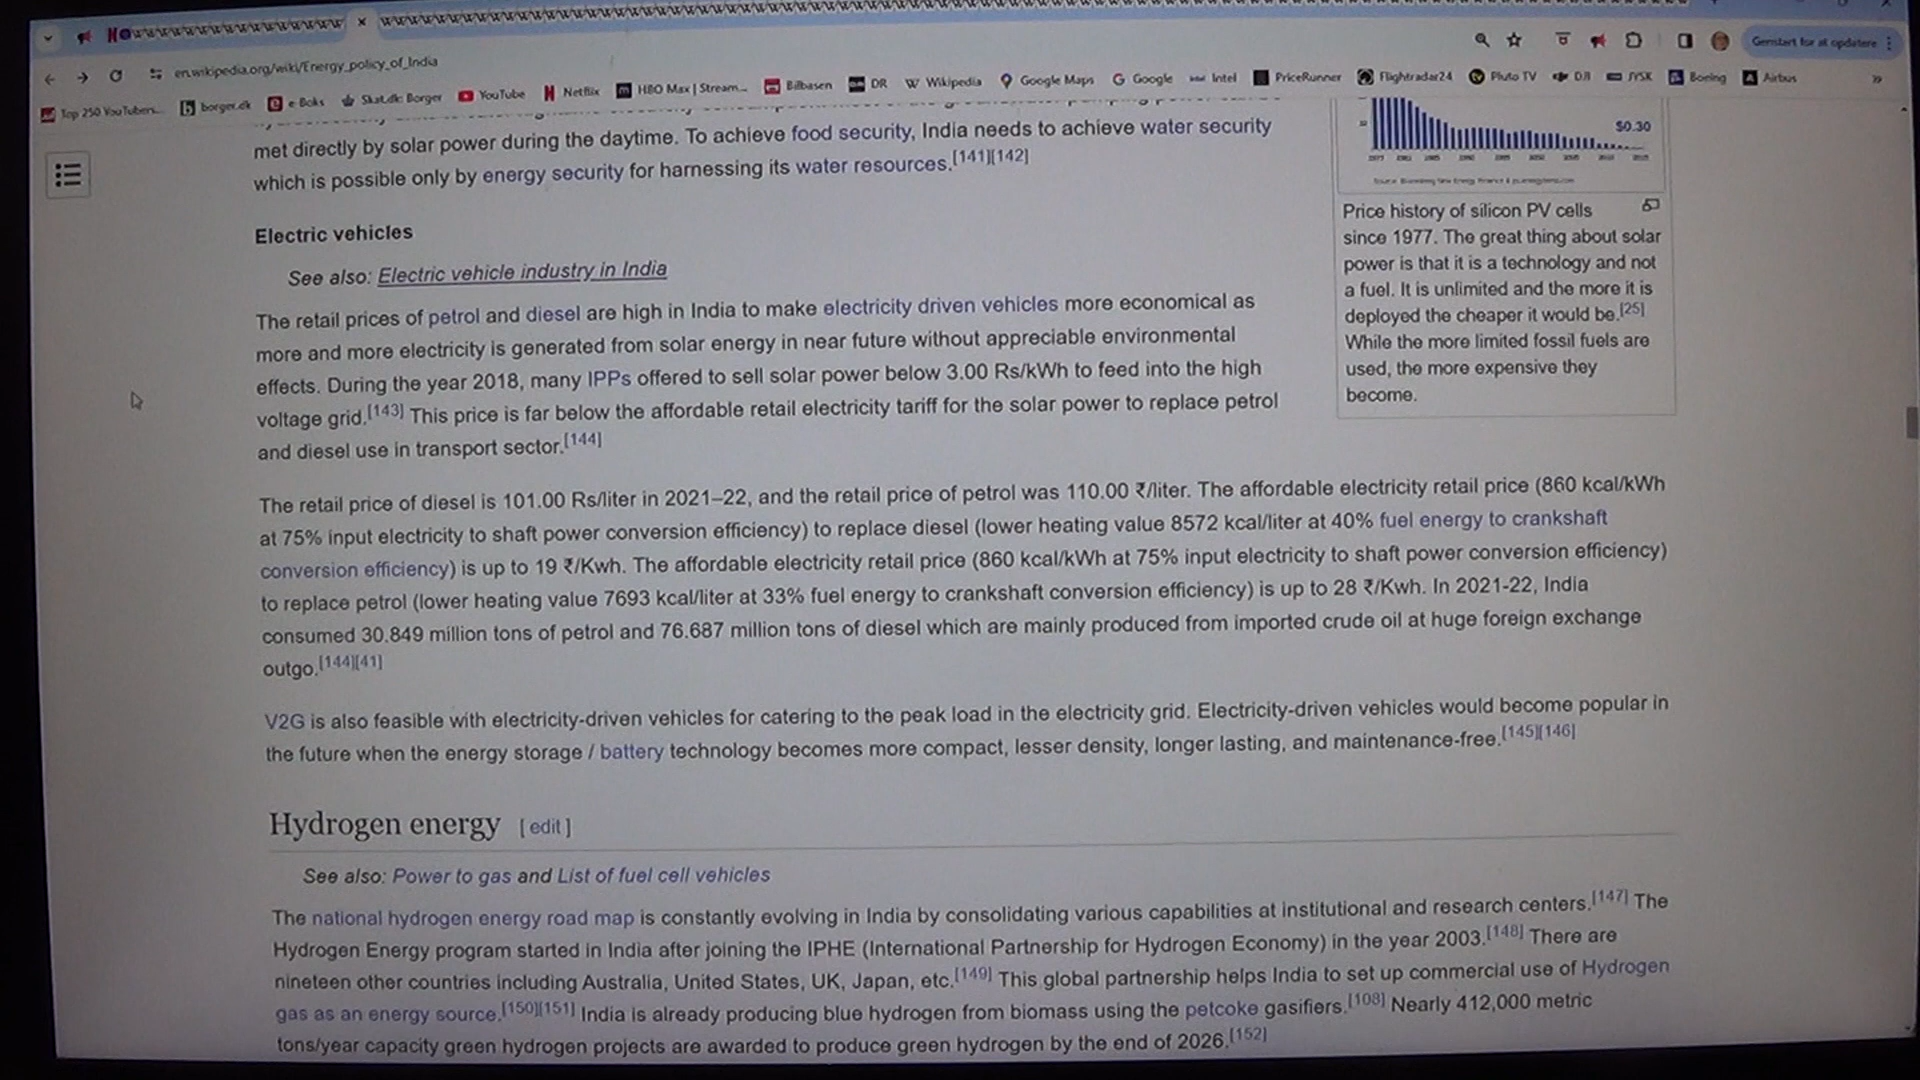 en.wikipedia.org/wiki/Energy_policy_of_India
Genstart for at opdatere
Top 250 YouTubers... borger.dk e-Boks Skat.dk: Borger YouTube Netflix HBO Max | Stream... Bilbasen DR Wikipedia Google Maps Google Intel PriceRunner Flightradar24 Pluto TV DJI JYSK Boeing Airbus
met directly by solar power during the daytime. To achieve food security, India needs to achieve water security
which is possible only by energy security for harnessing its water resources.[141][142]
Electric vehicles
See also: Electric vehicle industry in India
The retail prices of petrol and diesel are high in India to make electricity driven vehicles more economical as
more and more electricity is generated from solar energy in near future without appreciable environmental
effects. During the year 2018, many IPPs offered to sell solar power below 3.00 Rs/kWh to feed into the high
voltage grid.[143] This price is far below the affordable retail electricity tariff for the solar power to replace petrol
and diesel use in transport sector.[144]
$0.30
Price history of silicon PV cells
since 1977. The great thing about solar
power is that it is a technology and not
a fuel. It is unlimited and the more it is
deployed the cheaper it would be.[25]
While the more limited fossil fuels are
used, the more expensive they
become.
The retail price of diesel is 101.00 Rs/liter in 2021–22, and the retail price of petrol was 110.00 ₹/liter. The affordable electricity retail price (860 kcal/kWh
at 75% input electricity to shaft power conversion efficiency) to replace diesel (lower heating value 8572 kcal/liter at 40% fuel energy to crankshaft
conversion efficiency) is up to 19 ₹/Kwh. The affordable electricity retail price (860 kcal/kWh at 75% input electricity to shaft power conversion efficiency)
to replace petrol (lower heating value 7693 kcal/liter at 33% fuel energy to crankshaft conversion efficiency) is up to 28 ₹/Kwh. In 2021-22, India
consumed 30.849 million tons of petrol and 76.687 million tons of diesel which are mainly produced from imported crude oil at huge foreign exchange
outgo.[144][41]
V2G is also feasible with electricity-driven vehicles for catering to the peak load in the electricity grid. Electricity-driven vehicles would become popular in
the future when the energy storage / battery technology becomes more compact, lesser density, longer lasting, and maintenance-free.[145][146]
Hydrogen energy [ edit ]
See also: Power to gas and List of fuel cell vehicles
The national hydrogen energy road map is constantly evolving in India by consolidating various capabilities at institutional and research centers.[147] The
Hydrogen Energy program started in India after joining the IPHE (International Partnership for Hydrogen Economy) in the year 2003.[148] There are
nineteen other countries including Australia, United States, UK, Japan, etc.[149] This global partnership helps India to set up commercial use of Hydrogen
gas as an energy source.[150][151] India is already producing blue hydrogen from biomass using the petcoke gasifiers.[108] Nearly 412,000 metric
tons/year capacity green hydrogen projects are awarded to produce green hydrogen by the end of 2026.[152]